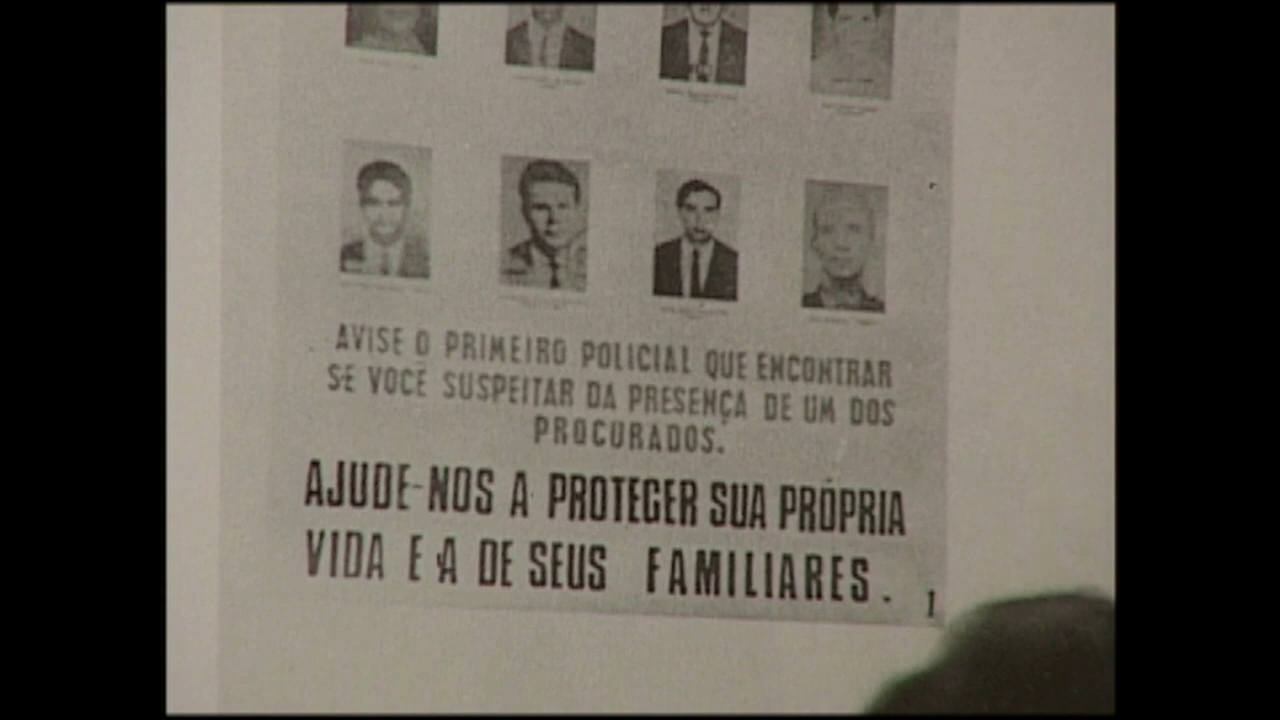 AVISE O PRIMEIRO POLICIAL QUE ENCONTRAR
SE VOCÊ SUSPEITAR DA PRESENÇA DE UM DOS
PROCURADOS.
AJUDE-NOS A PROTEGER SUA PRÓPRIA
VIDA E A DE SEUS FAMILIARES.
1